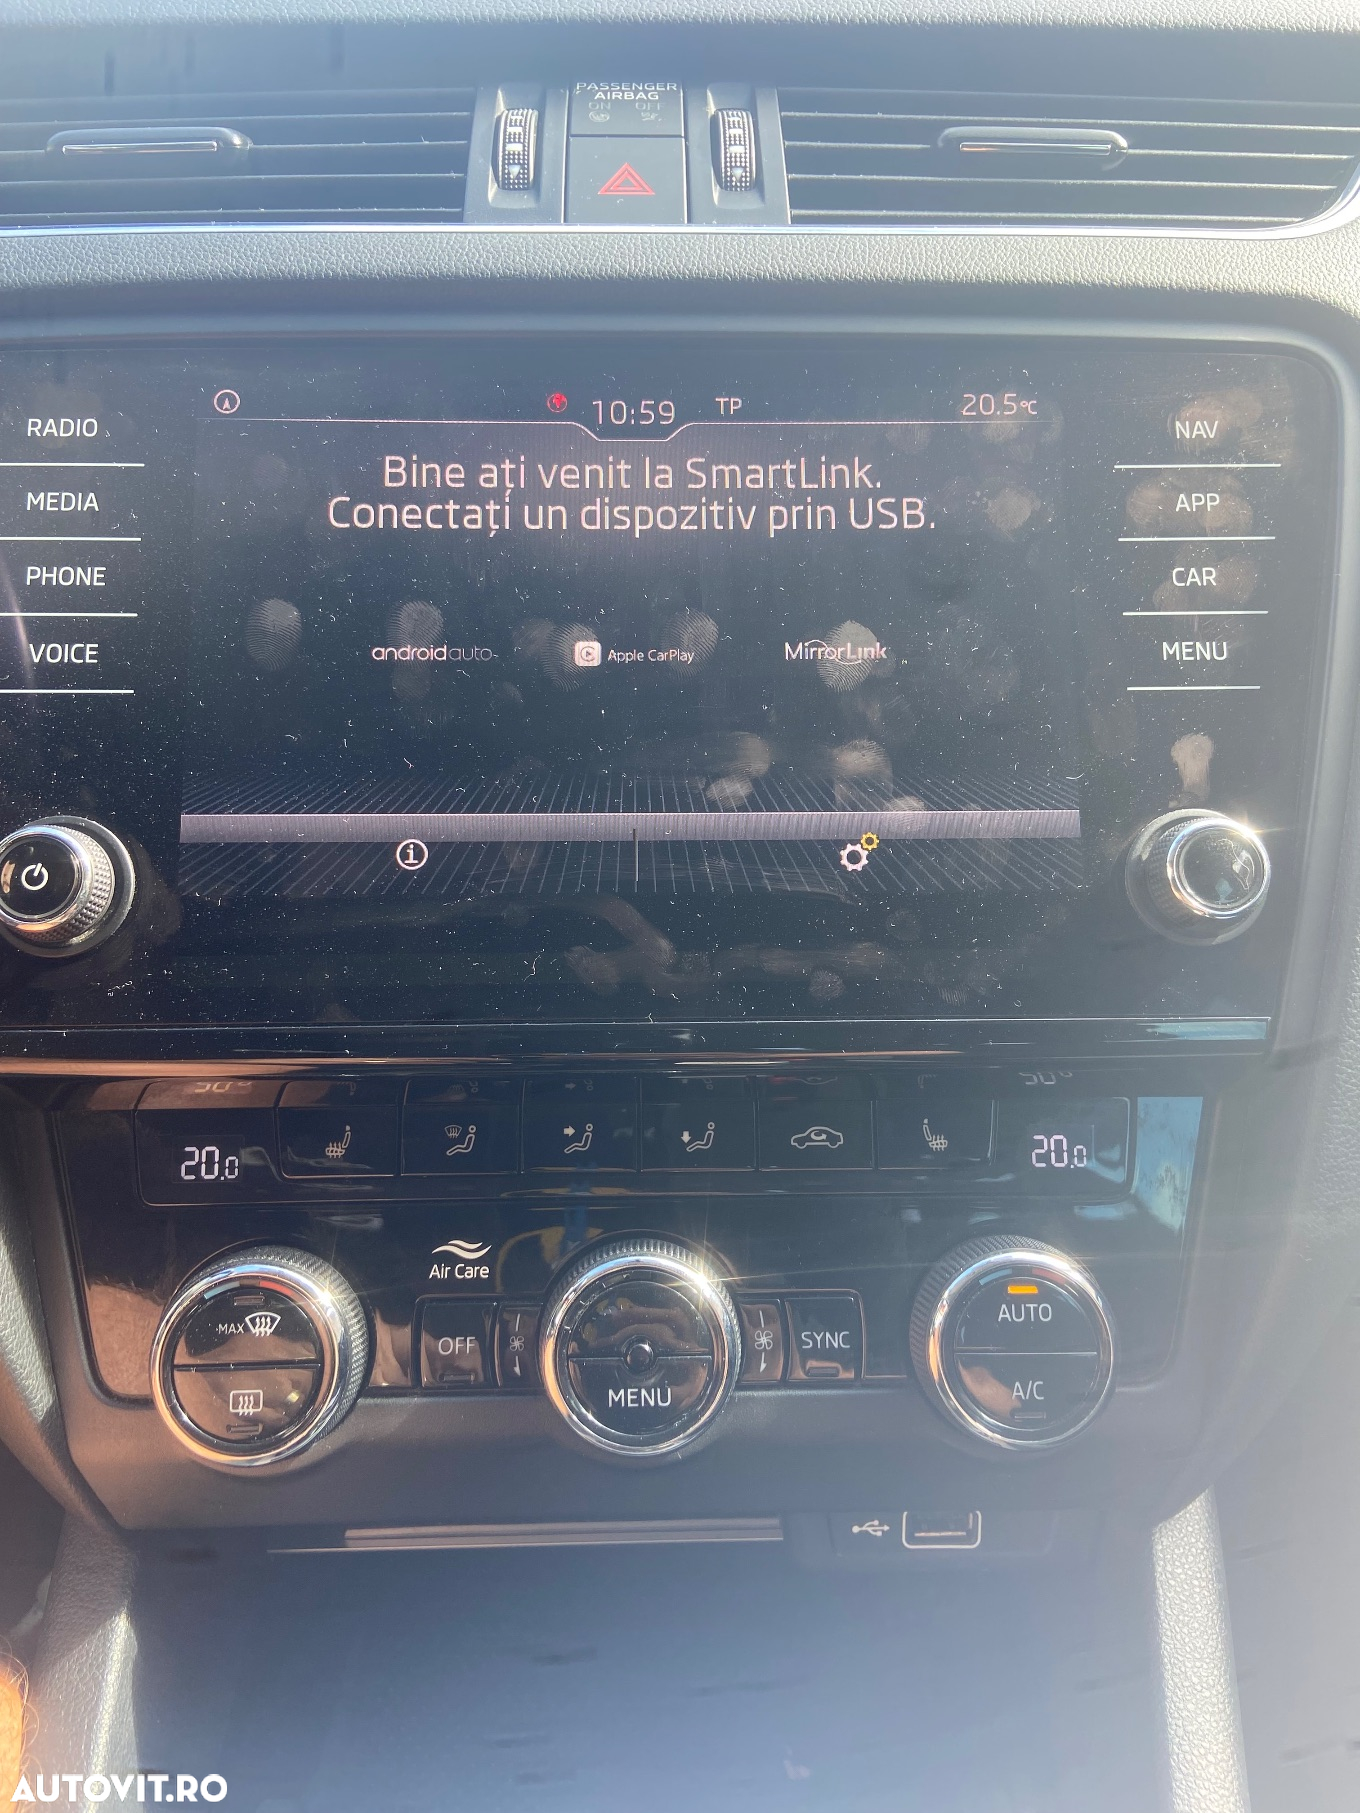 PASSENGER
AIRBAG
ON OFF
10:59 TP 20.5°C
RADIO
MEDIA
PHONE
VOICE
Bine ați venit la SmartLink.
Conectați un dispozitiv prin USB.
androidauto
Apple CarPlay
MirrorLink
NAV
APP
CAR
MENU
20.0
20.0
Air Care
MAX
OFF
MENU
SYNC
AUTO
A/C
AUTOVIT.RO